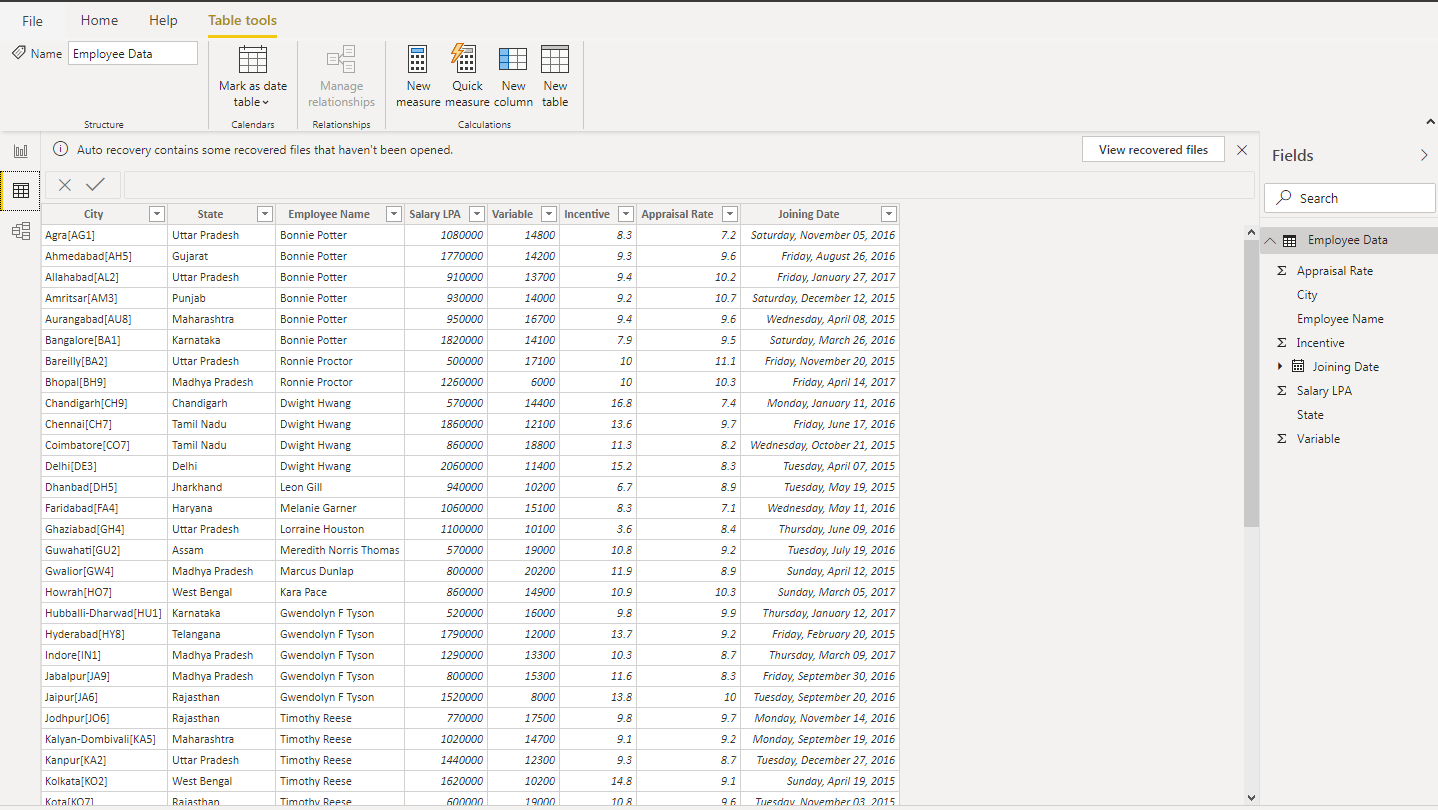 File Home Help Table tools
Name Employee Data
Mark as date table
Manage relationships
New measure
Quick measure
New column
New table
Structure Calendars Relationships Calculations
Auto recovery contains some recovered files that haven't been opened. View recovered files
City State Employee Name Salary LPA Variable Incentive Appraisal Rate Joining Date
Agra[AG1] Uttar Pradesh Bonnie Potter 1080000 14800 8.3 7.2 Saturday, November 05, 2016
Ahmedabad[AH5] Gujarat Bonnie Potter 1770000 14200 9.3 9.6 Friday, August 26, 2016
Allahabad[AL2] Uttar Pradesh Bonnie Potter 910000 13700 9.4 10.2 Friday, January 27, 2017
Amritsar[AM3] Punjab Bonnie Potter 930000 14000 9.2 10.7 Saturday, December 12, 2015
Aurangabad[AU8] Maharashtra Bonnie Potter 950000 16700 9.4 9.6 Wednesday, April 08, 2015
Bangalore[BA1] Karnataka Bonnie Potter 1820000 14100 7.9 9.5 Saturday, March 26, 2016
Bareilly[BA2] Uttar Pradesh Ronnie Proctor 500000 17100 10 11.1 Friday, November 20, 2015
Bhopal[BH9] Madhya Pradesh Ronnie Proctor 1260000 6000 10 10.3 Friday, April 14, 2017
Chandigarh[CH9] Chandigarh Dwight Hwang 570000 14400 16.8 7.4 Monday, January 11, 2016
Chennai[CH7] Tamil Nadu Dwight Hwang 1860000 12100 13.6 9.7 Friday, June 17, 2016
Coimbatore[CO7] Tamil Nadu Dwight Hwang 860000 18800 11.3 8.2 Wednesday, October 21, 2015
Delhi[DE3] Delhi Dwight Hwang 2060000 11400 15.2 8.3 Tuesday, April 07, 2015
Dhanbad[DH5] Jharkhand Leon Gill 940000 10200 6.7 8.9 Tuesday, May 19, 2015
Faridabad[FA4] Haryana Melanie Garner 1060000 15100 8.3 7.1 Wednesday, May 11, 2016
Ghaziabad[GH4] Uttar Pradesh Lorraine Houston 1100000 10100 3.6 8.4 Thursday, June 09, 2016
Guwahati[GU2] Assam Meredith Norris Thomas 570000 19000 10.8 9.2 Tuesday, July 19, 2016
Gwalior[GW4] Madhya Pradesh Marcus Dunlap 800000 20200 11.9 8.9 Sunday, April 12, 2015
Howrah[HO7] West Bengal Kara Pace 860000 14900 10.9 10.3 Sunday, March 05, 2017
Hubballi-Dharwad[HU1] Karnataka Gwendolyn F Tyson 520000 16000 9.8 9.9 Thursday, January 12, 2017
Hyderabad[HY8] Telangana Gwendolyn F Tyson 1790000 12000 13.7 9.2 Friday, February 20, 2015
Indore[IN1] Madhya Pradesh Gwendolyn F Tyson 1290000 13300 10.3 8.7 Thursday, March 09, 2017
Jabalpur[JA9] Madhya Pradesh Gwendolyn F Tyson 800000 15300 11.6 8.3 Friday, September 30, 2016
Jaipur[JA6] Rajasthan Gwendolyn F Tyson 1520000 8000 13.8 10 Tuesday, September 20, 2016
Jodhpur[JO6] Rajasthan Timothy Reese 770000 17500 9.8 9.7 Monday, November 14, 2016
Kalyan-Dombivali[KA5] Maharashtra Timothy Reese 1020000 14700 9.1 9.2 Monday, September 19, 2016
Kanpur[KA2] Uttar Pradesh Timothy Reese 1440000 12300 9.3 8.7 Tuesday, December 27, 2016
Kolkata[KO2] West Bengal Timothy Reese 1620000 10200 14.8 9.1 Sunday, April 19, 2015
Kota[KO7] Rajasthan Timothy Reese 600000 19000 10.8 9.6 Tuesday, November 03, 2015
Fields
Search
Employee Data
Appraisal Rate
City
Employee Name
Incentive
Joining Date
Salary LPA
State
Variable